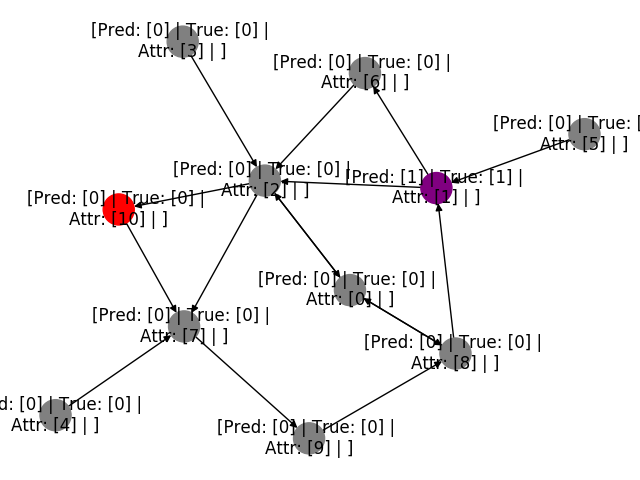 [Pred: [0] | True: [0] |
Attr: [3] | ]
[Pred: [0] | True: [0] |
Attr: [6] | ]
[Pred: [0] | True: [
Attr: [5] | ]
[Pred: [0] | True: [0] |
Attr: [2] | ]
[Pred: [1] | True: [1] |
Attr: [1] | ]
[Pred: [0] | True: [0] |
Attr: [10] | ]
[Pred: [0] | True: [0] |
Attr: [0] | ]
[Pred: [0] | True: [0] |
Attr: [7] | ]
[Pred: [0] | True: [0] |
Attr: [8] | ]
d: [0] | True: [0] |
Attr: [4] | ]
[Pred: [0] | True: [0] |
Attr: [9] | ]